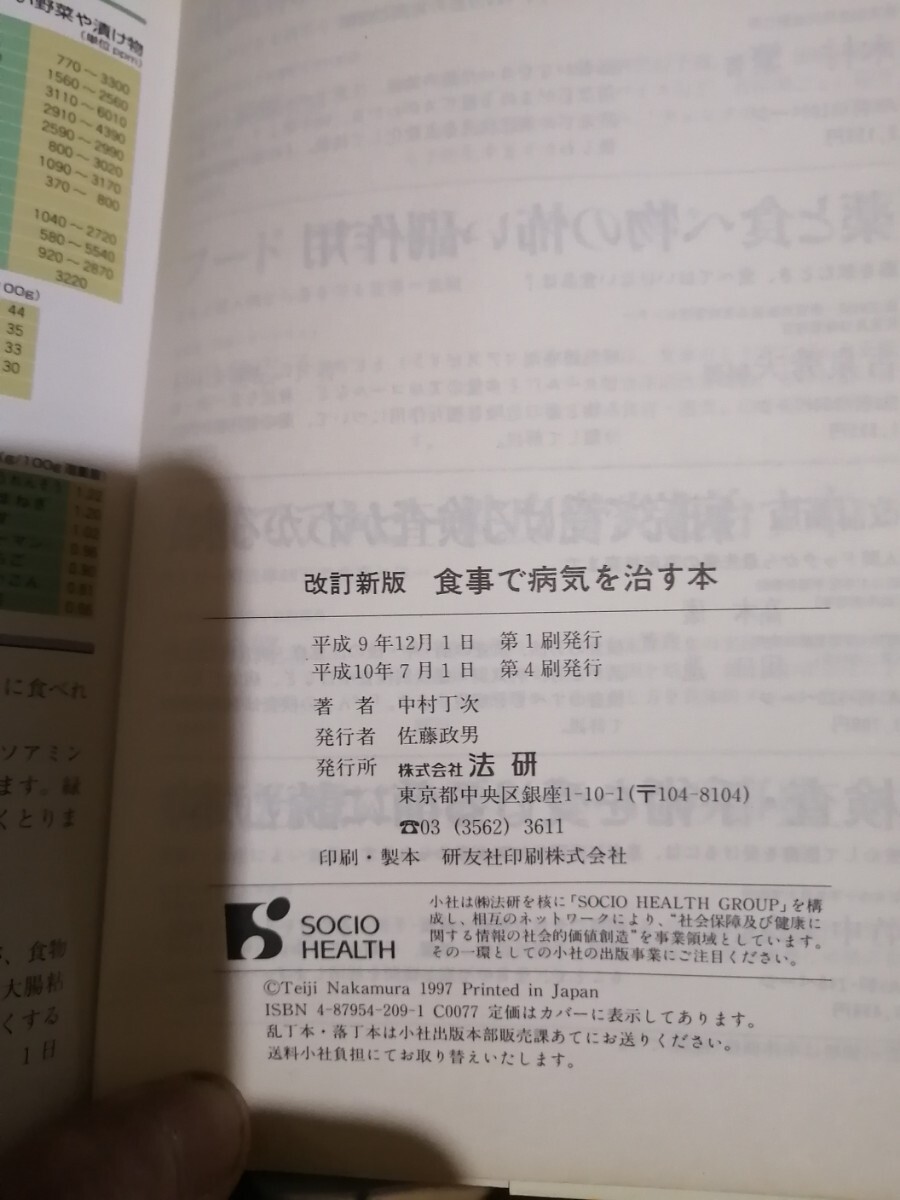 い野菜や漬け物
(単位ppm)
770～3300
1560～2560
3110～6010
2910～4390
2590～2990
800～3020
1090～3170
370～ 800
1040～2720
580～5540
920～2870
3220
00g)
44
35
33
30
に食べれ
ソアミン
ます。緑
くとりま
、食物
大腸粘
くする
1日
改訂新版 食事で病気を治す本
平成9年12月1日 第1刷発行
平成10年7月1日 第4刷発行
著者 中村丁次
発行者 佐藤政男
発行所 株式会社 法研
東京都中央区銀座1-10-1(〒104-8104)
☎03 (3562) 3611
印刷・製本 研友社印刷株式会社
SOCIO
HEALTH
小社は㈱法研を核に「SOCIO HEALTH GROUP」を構
成し、相互のネットワークにより、"社会保障及び健康に
関する情報の社会的価値創造"を事業領域としています。
その一環としての小社の出版事業にご注目ください。
©Teiji Nakamura 1997 Printed in Japan
ISBN 4-87954-209-1 C0077 定価はカバーに表示してあります。
乱丁本・落丁本は小社出版本部販売課あてにお送りください。
送料小社負担にてお取り替えいたします。